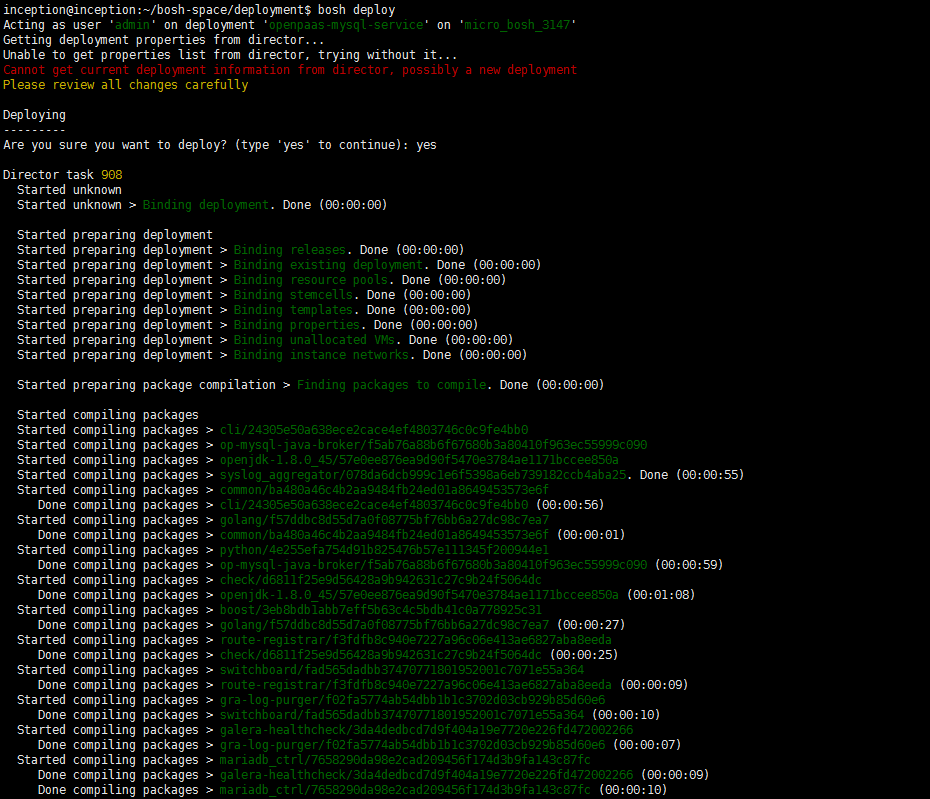 inception@inception:~/bosh-space/deployment$ bosh deploy
Acting as user 'admin' on deployment 'openpaas-mysql-service' on 'micro_bosh_3147'
Getting deployment properties from director...
Unable to get properties list from director, trying without it...
Cannot get current deployment information from director, possibly a new deployment
Please review all changes carefully
Deploying
---------
Are you sure you want to deploy? (type 'yes' to continue): yes
Director task 908
Started unknown
Started unknown > Binding deployment. Done (00:00:00)
Started preparing deployment
Started preparing deployment > Binding releases. Done (00:00:00)
Started preparing deployment > Binding existing deployment. Done (00:00:00)
Started preparing deployment > Binding resource pools. Done (00:00:00)
Started preparing deployment > Binding stemcells. Done (00:00:00)
Started preparing deployment > Binding templates. Done (00:00:00)
Started preparing deployment > Binding properties. Done (00:00:00)
Started preparing deployment > Binding unallocated VMs. Done (00:00:00)
Started preparing deployment > Binding instance networks. Done (00:00:00)
Started preparing package compilation > Finding packages to compile. Done (00:00:00)
Started compiling packages
Started compiling packages > cli/24305e50a638ece2cace4ef4803746c0c9fe4bb0
Started compiling packages > op-mysql-java-broker/f5ab76a88b6f67680b3a80410f963ec55999c090
Started compiling packages > openjdk-1.8.0_45/57e0ee876ea9d90f5470e3784ae1171bccee850a
Started compiling packages > syslog_aggregator/078da6dcb999c1e6f5398a6eb739182ccb4aba25. Done (00:00:55)
Started compiling packages > common/ba480a46c4b2aa9484fb24ed01a8649453573e6f
Done compiling packages > cli/24305e50a638ece2cace4ef4803746c0c9fe4bb0 (00:00:56)
Started compiling packages > golang/f57ddbc8d55d7a0f08775bf76bb6a27dc98c7ea7
Done compiling packages > common/ba480a46c4b2aa9484fb24ed01a8649453573e6f (00:00:01)
Started compiling packages > python/4e255efa754d91b825476b57e111345f200944e1
Done compiling packages > op-mysql-java-broker/f5ab76a88b6f67680b3a80410f963ec55999c090 (00:00:59)
Started compiling packages > check/d6811f25e9d56428a9b942631c27c9b24f5064dc
Done compiling packages > openjdk-1.8.0_45/57e0ee876ea9d90f5470e3784ae1171bccee850a (00:01:08)
Started compiling packages > boost/3eb8bdb1abb7eff5b63c4c5bdb41c0a778925c31
Done compiling packages > golang/f57ddbc8d55d7a0f08775bf76bb6a27dc98c7ea7 (00:00:27)
Started compiling packages > route-registrar/f3fdfb8c940e7227a96c06e413ae6827aba8eeda
Done compiling packages > check/d6811f25e9d56428a9b942631c27c9b24f5064dc (00:00:25)
Started compiling packages > switchboard/fad565dadbb37470771801952001c7071e55a364
Done compiling packages > route-registrar/f3fdfb8c940e7227a96c06e413ae6827aba8eeda (00:00:09)
Started compiling packages > gra-log-purger/f02fa5774ab54dbb1b1c3702d03cb929b85d60e6
Done compiling packages > switchboard/fad565dadbb37470771801952001c7071e55a364 (00:00:10)
Started compiling packages > galera-healthcheck/3da4dedbcd7d9f404a19e7720e226fd472002266
Done compiling packages > gra-log-purger/f02fa5774ab54dbb1b1c3702d03cb929b85d60e6 (00:00:07)
Started compiling packages > mariadb_ctrl/7658290da98e2cad209456f174d3b9fa143c87fc
Done compiling packages > galera-healthcheck/3da4dedbcd7d9f404a19e7720e226fd472002266 (00:00:09)
Done compiling packages > mariadb_ctrl/7658290da98e2cad209456f174d3b9fa143c87fc (00:00:10)